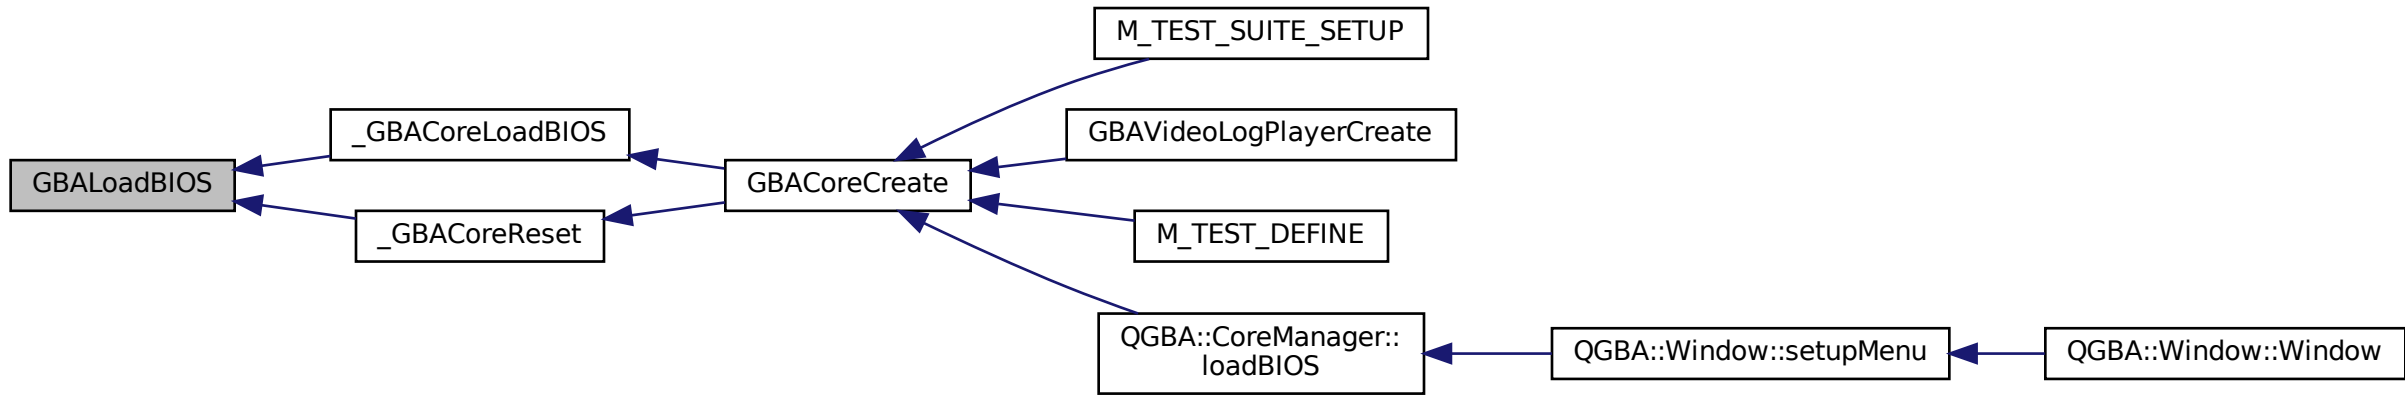 M_TEST_SUITE_SETUP
_GBACoreLoadBIOS
GBAVideoLogPlayerCreate
GBALoadBIOS
GBACoreCreate
_GBACoreReset
M_TEST_DEFINE
QGBA::CoreManager::
loadBIOS
QGBA::Window::setupMenu
QGBA::Window::Window